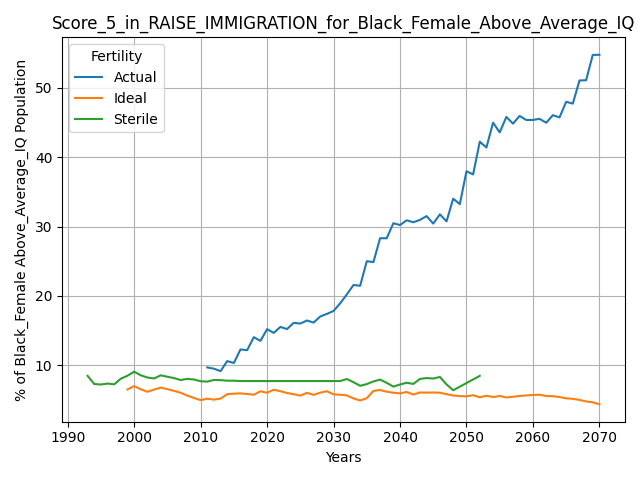 Score_5_in_RAISE_IMMIGRATION_for_Black_Female_Above_Average_IQ
% of Black_Female Above_Average_IQ Population
Fertility
Actual
Ideal
Sterile
50
40
30
20
10
1990 2000 2010 2020 2030 2040 2050 2060 2070
Years